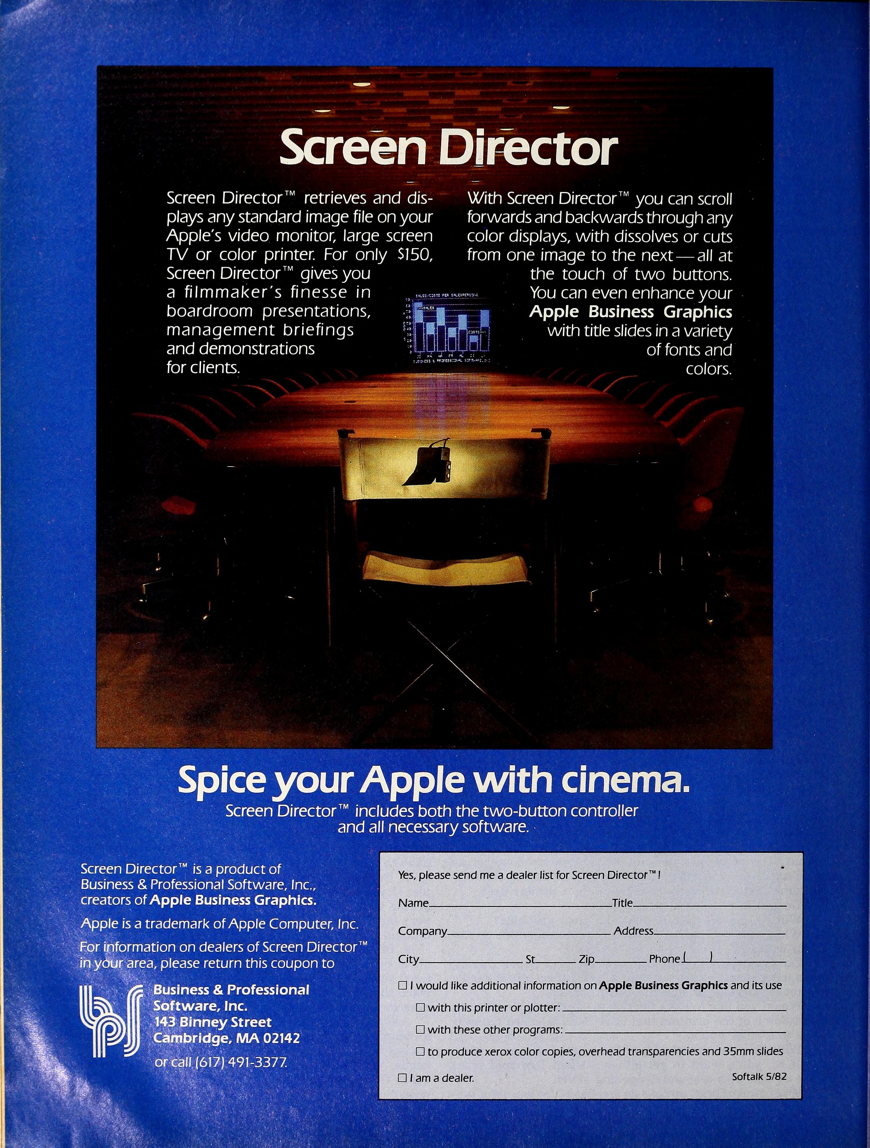 Screen Director
Screen Director™ retrieves and dis-
plays any standard image file on your
Apple's video monitor, large screen
TV or color printer. For only $150,
Screen Director™ gives you
a filmmaker's finesse in
boardroom presentations,
management briefings
and demonstrations
for clients.
With Screen Director™ you can scroll
forwards and backwards through any
color displays, with dissolves or cuts
from one image to the next—all at
the touch of two buttons.
You can even enhance your
Apple Business Graphics
with title slides in a variety
of fonts and
colors.
SALES/COSTS PER SALESPERSON
Spice your Apple with cinema.
Screen Director™ includes both the two-button controller
and all necessary software.
Screen Director™ is a product of
Business & Professional Software, Inc.,
creators of Apple Business Graphics.
Apple is a trademark of Apple Computer, Inc.
For information on dealers of Screen Director™
in your area, please return this coupon to
bps
Business & Professional
Software, Inc.
143 Binney Street
Cambridge, MA 02142
or call (617) 491-3377.
Yes, please send me a dealer list for Screen Director™!
Name Title
Company Address
City St Zip Phone ( )
☐ I would like additional information on Apple Business Graphics and its use
☐ with this printer or plotter:
☐ with these other programs:
☐ to produce xerox color copies, overhead transparencies and 35mm slides
☐ I am a dealer. Softalk 5/82